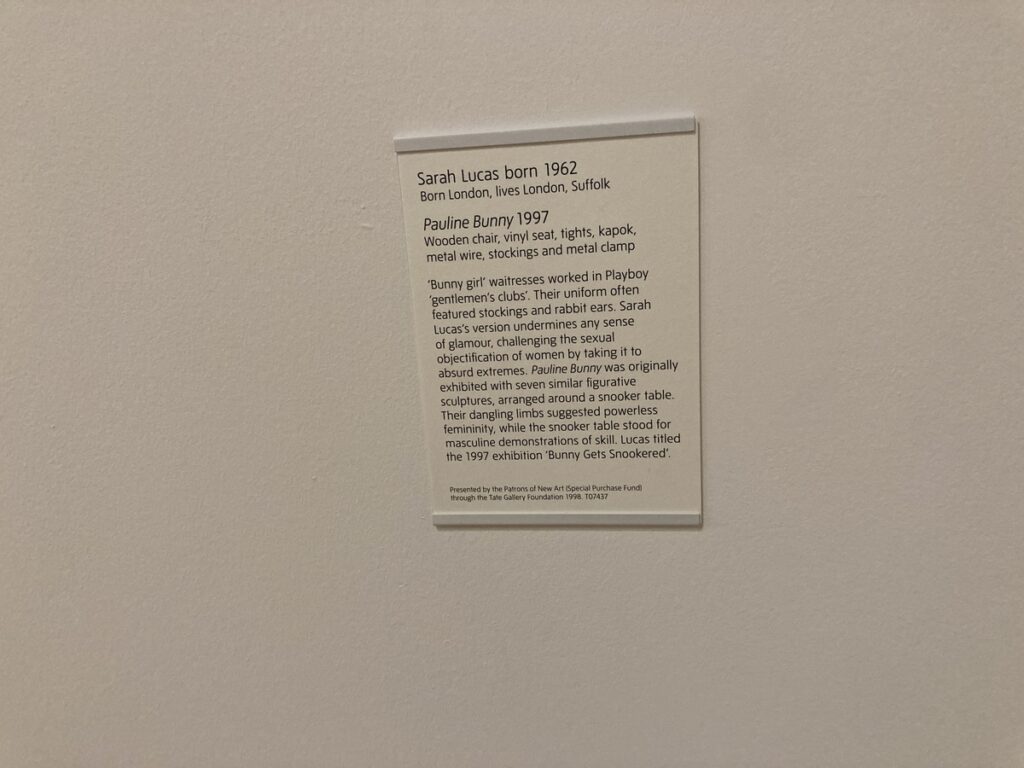 Sarah Lucas born 1962
Born London, lives London, Suffolk
Pauline Bunny 1997
Wooden chair, vinyl seat, tights, kapok,
metal wire, stockings and metal clamp
'Bunny girl' waitresses worked in Playboy
'gentlemen's clubs'. Their uniform often
featured stockings and rabbit ears. Sarah
Lucas's version undermines any sense
of glamour, challenging the sexual
objectification of women by taking it to
absurd extremes. Pauline Bunny was originally
exhibited with seven similar figurative
sculptures, arranged around a snooker table.
Their dangling limbs suggested powerless
femininity, while the snooker table stood for
masculine demonstrations of skill. Lucas titled
the 1997 exhibition 'Bunny Gets Snookered'.
Presented by the Patrons of New Art (Special Purchase Fund)
through the Tate Gallery Foundation 1998. T07437